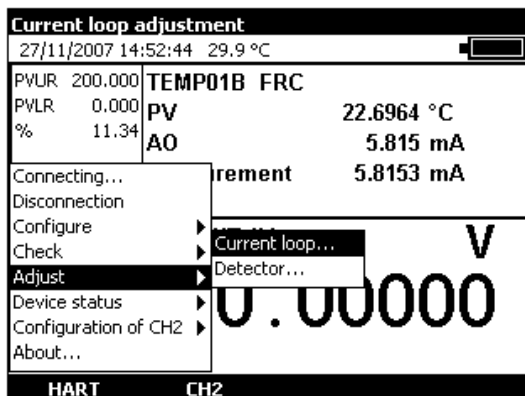 Current loop adjustment
27/11/2007 14:52:44 29.9 °C
PVUR 200.000
PVLR 0.000
% 11.34
TEMP01B FRC
PV 22.6964 °C
AO 5.815 mA
rement 5.8153 mA
Connecting...
Disconnection
Configure
Check
Adjust
Device status
Configuration of CH2
About...
Current loop...
Detector...
V
0.00000
HART CH2